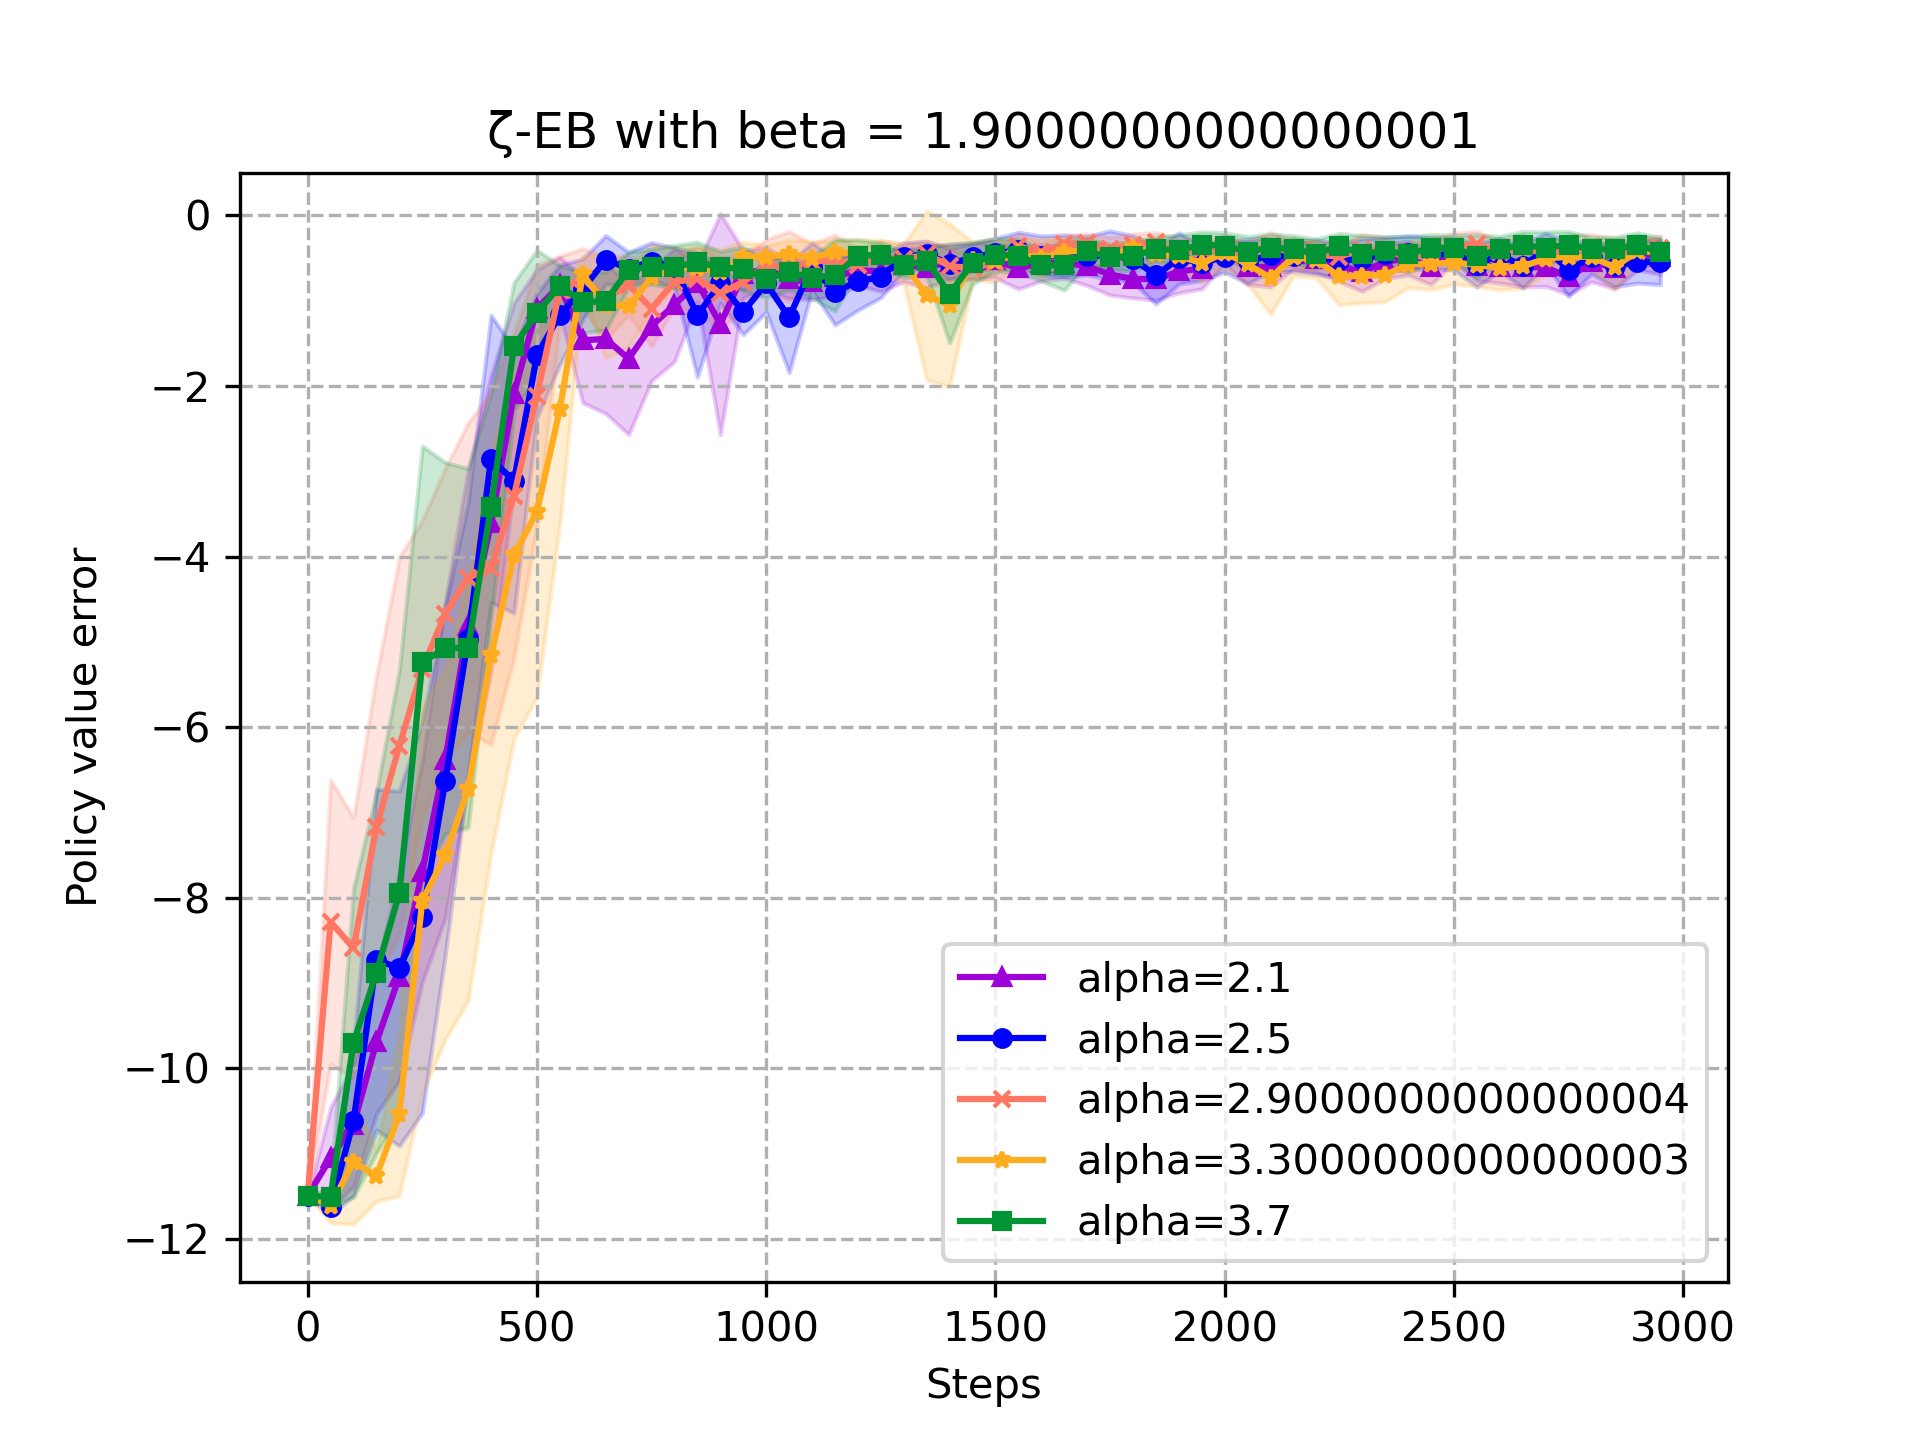 ζ-EB with beta = 1.9000000000000001
Policy value error
0
−2
−4
−6
−8
−10
−12
alpha=2.1
alpha=2.5
alpha=2.9000000000000004
alpha=3.3000000000000003
alpha=3.7
0 500 1000 1500 2000 2500 3000
Steps